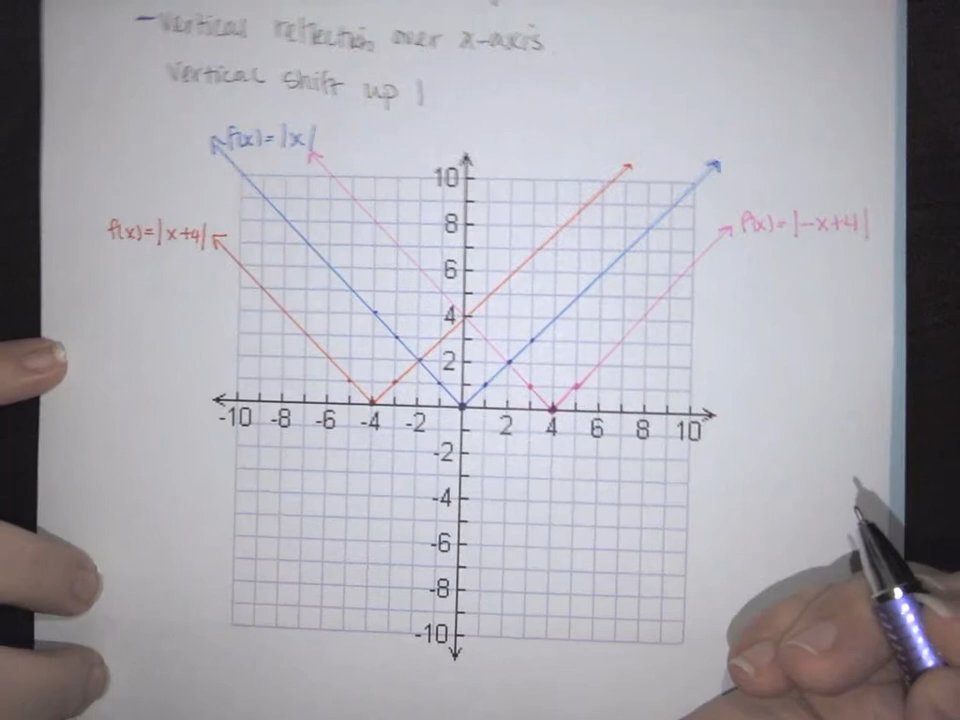 - Vertical reflection over x-axis
Vertical shift up 1
f(x)=|x|
f(x)=|x+4|
f(x)=|-x+4|
10
8
6
4
2
-10 -8 -6 -4 -2 2 4 6 8 10
-2
-4
-6
-8
-10